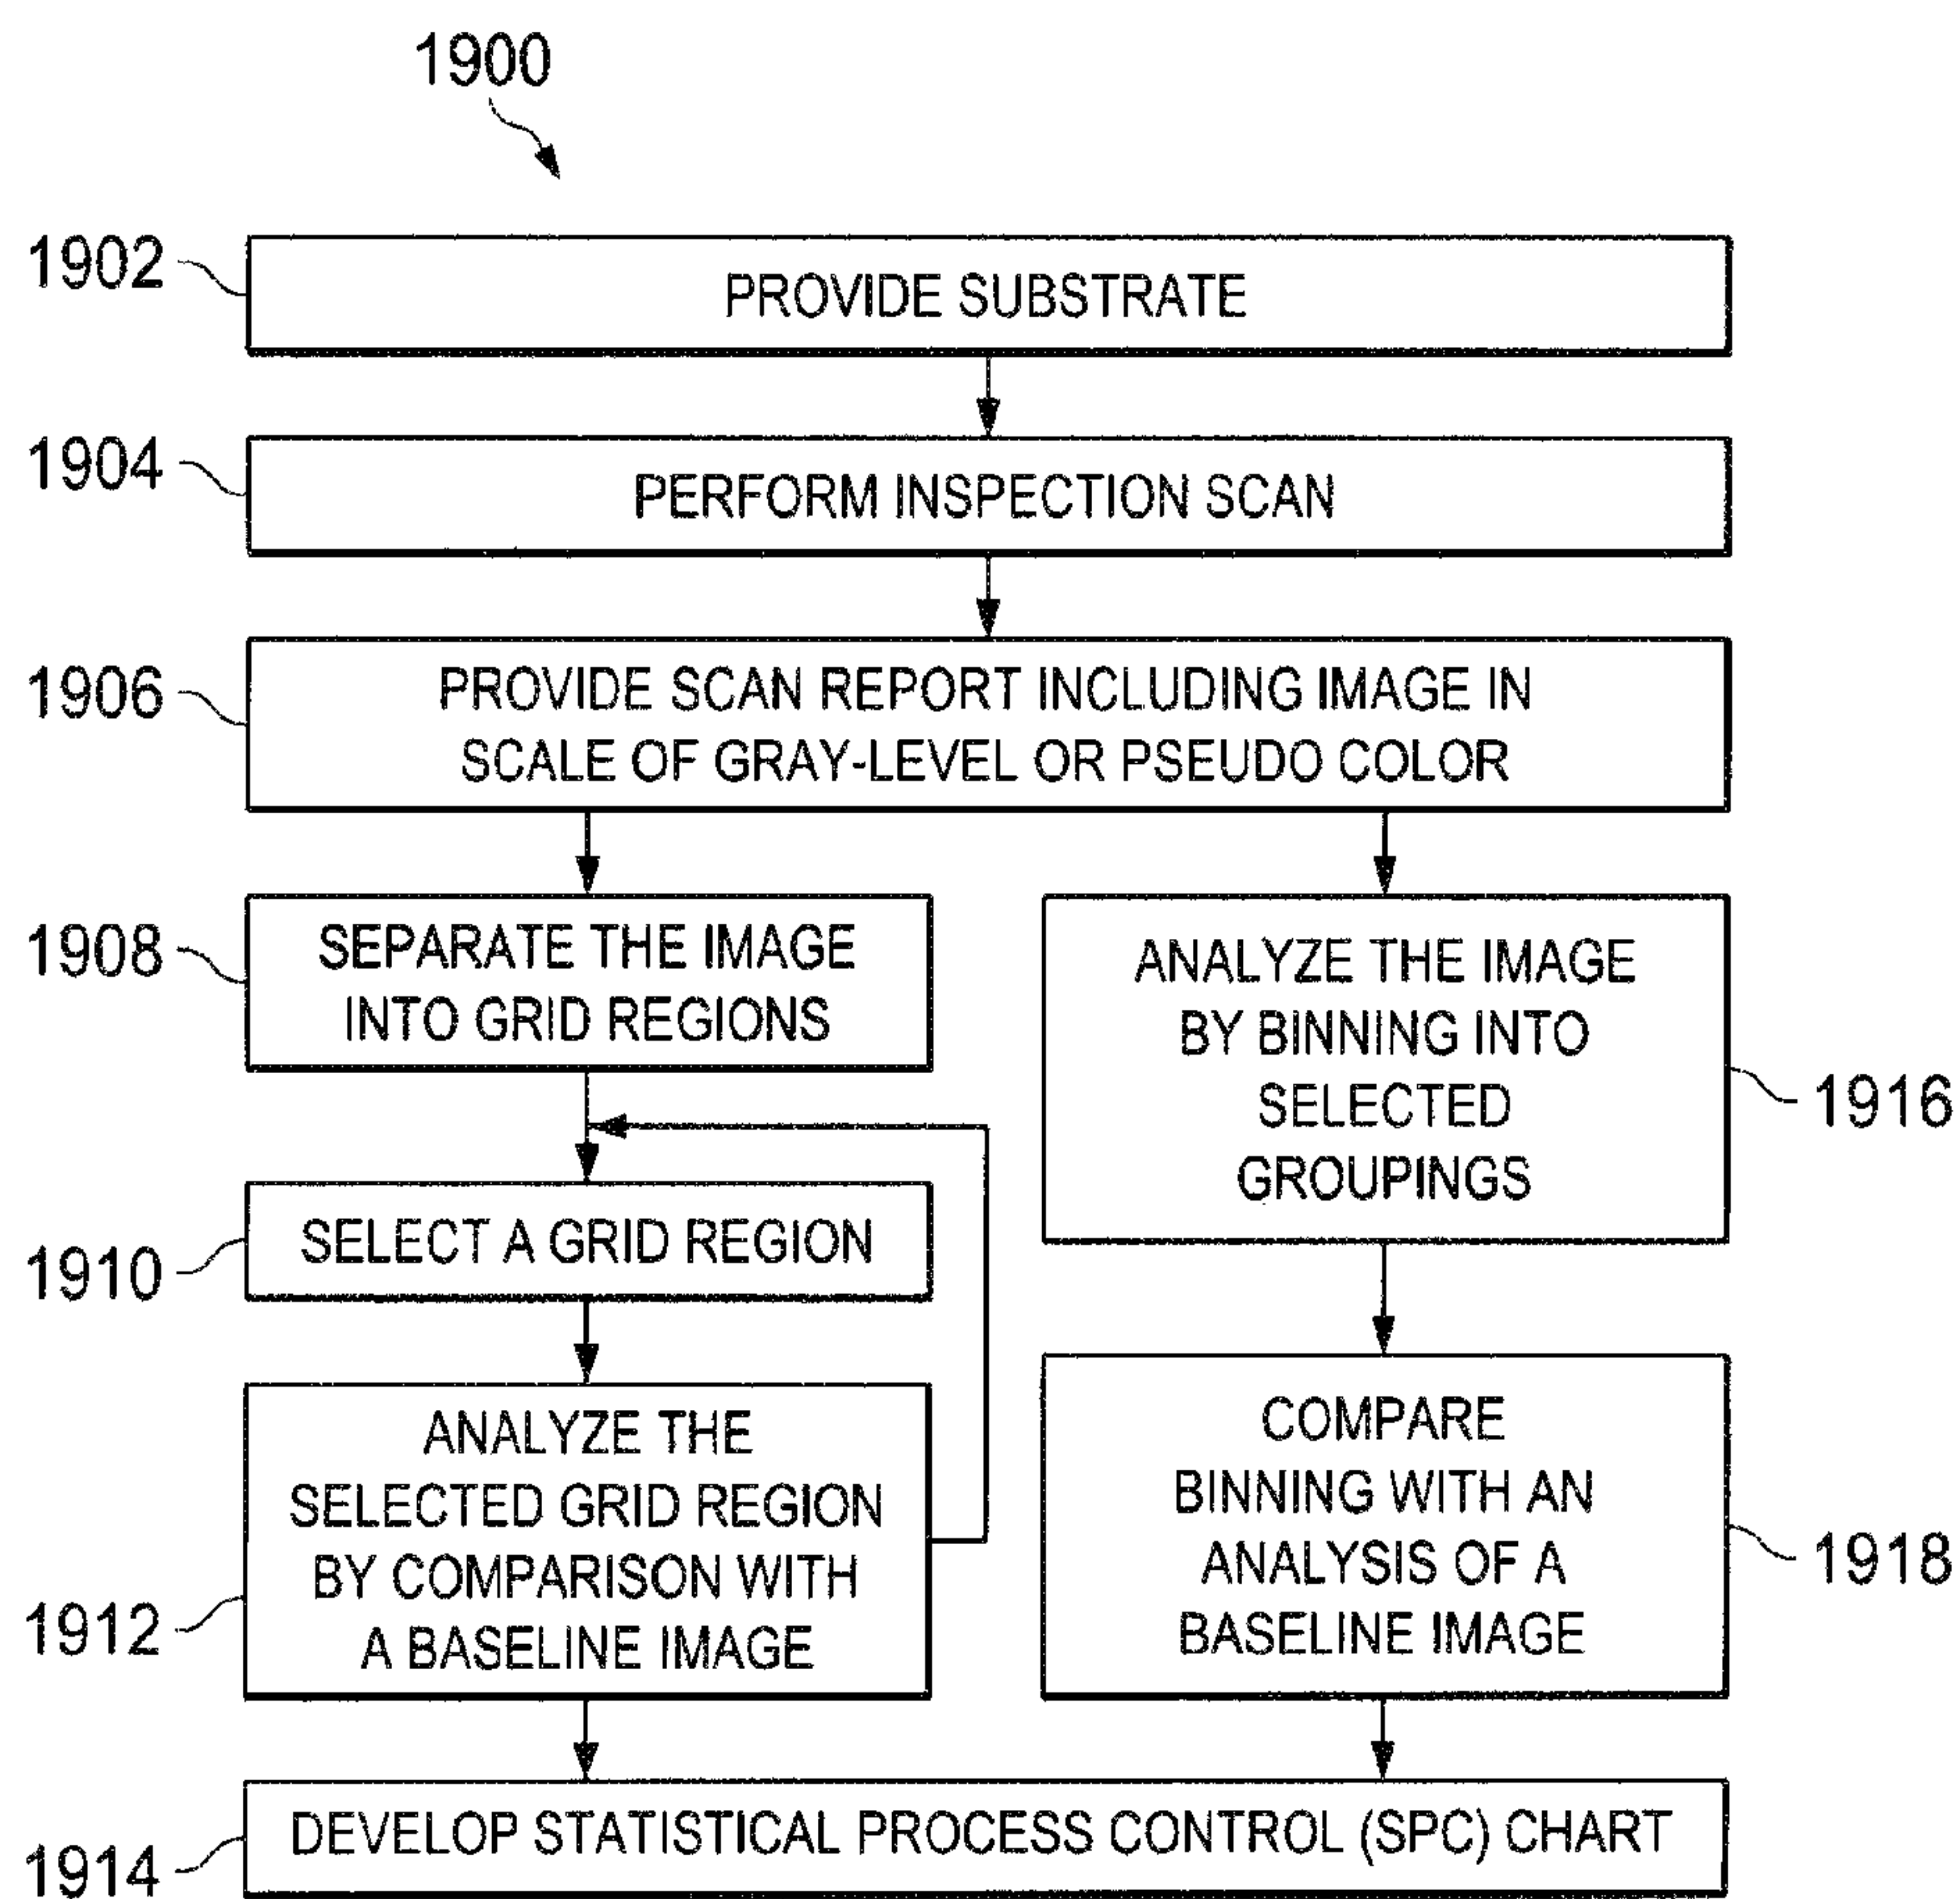 1900
1902
PROVIDE SUBSTRATE
1904
PERFORM INSPECTION SCAN
1906
PROVIDE SCAN REPORT INCLUDING IMAGE IN
SCALE OF GRAY-LEVEL OR PSEUDO COLOR
1908
SEPARATE THE IMAGE
INTO GRID REGIONS
1910
SELECT A GRID REGION
1912
ANALYZE THE
SELECTED GRID REGION
BY COMPARISON WITH
A BASELINE IMAGE
ANALYZE THE IMAGE
BY BINNING INTO
SELECTED
GROUPINGS
1916
COMPARE
BINNING WITH AN
ANALYSIS OF A
BASELINE IMAGE
1918
1914
DEVELOP STATISTICAL PROCESS CONTROL (SPC) CHART